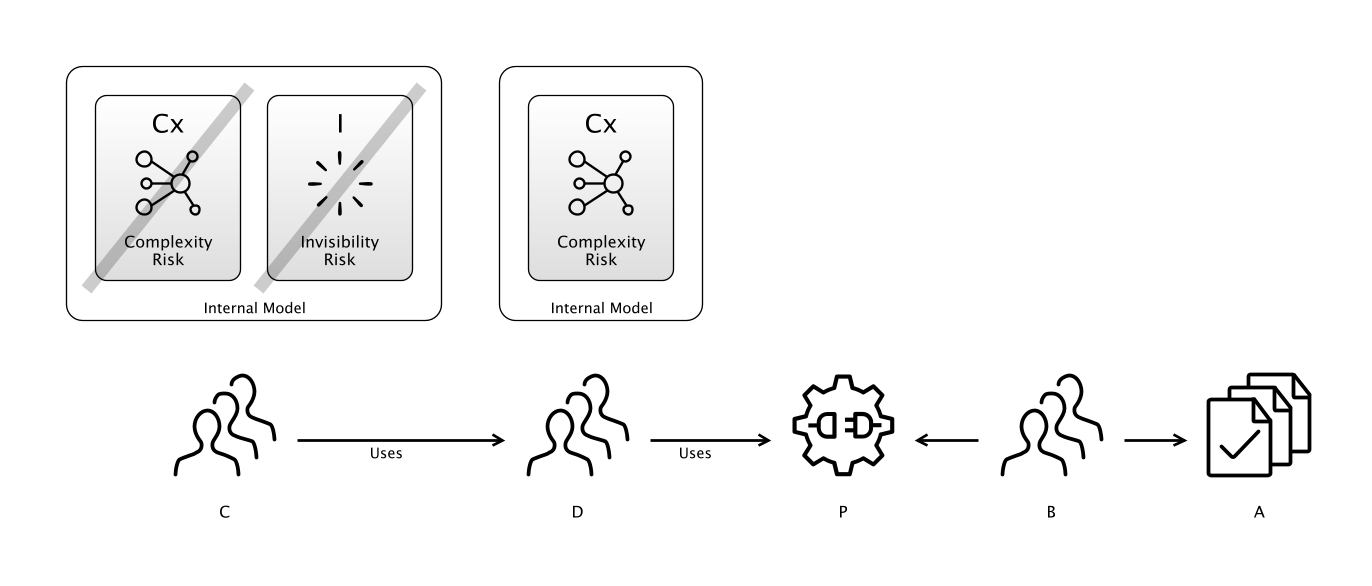 Cx
Complexity
Risk
I
Invisibility
Risk
Internal Model
Cx
Complexity
Risk
Internal Model
Uses
Uses
C
D
P
B
A